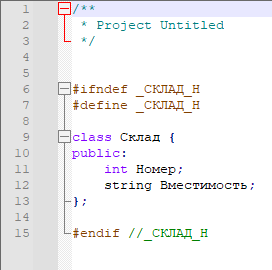 1 /**
2  * Project Untitled
3  */
4
5
6 #ifndef _СКЛАД_H
7 #define _СКЛАД_H
8
9 class Склад {
10 public:
11     int Номер;
12     string Вместимость;
13 };
14
15 #endif //_СКЛАД_H